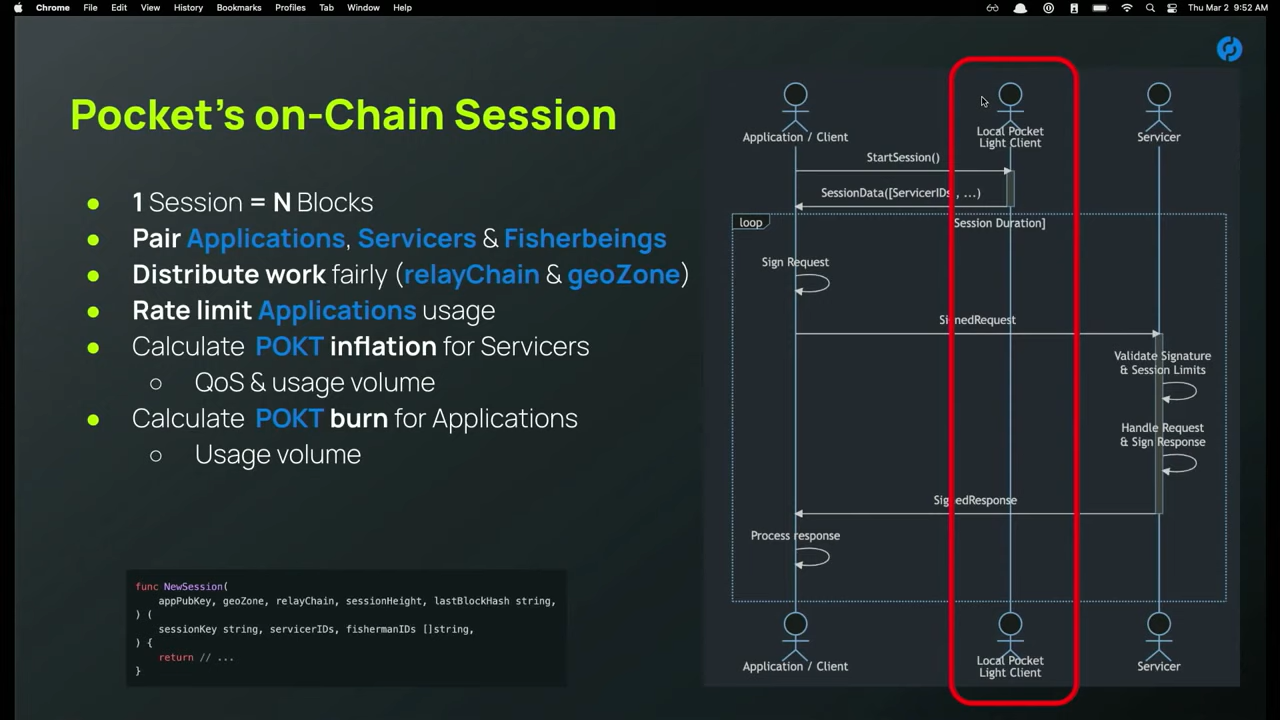 Chrome File Edit View History Bookmarks Profiles Tab Window Help Thu Mar 2 9:52 AM
Pocket's on-Chain Session
1 Session = N Blocks
Pair Applications, Servicers & Fisherbeings
Distribute work fairly (relayChain & geoZone)
Rate limit Applications usage
Calculate POKT inflation for Servicers
QoS & usage volume
Calculate POKT burn for Applications
Usage volume
func NewSession(
appPubKey, geoZone, relayChain, sessionHeight, lastBlockHash string,
) (
sessionKey string, servicerIDs, fishermanIDs []string,
) {
return // ...
}
Application / Client
Local Pocket
Light Client
Servicer
StartSession()
SessionData([ServicerIDs, ...)
loop
Session Duration]
Sign Request
SignedRequest
Validate Signature
& Session Limits
Handle Request
& Sign Response
SignedResponse
Process response
Application / Client
Local Pocket
Light Client
Servicer